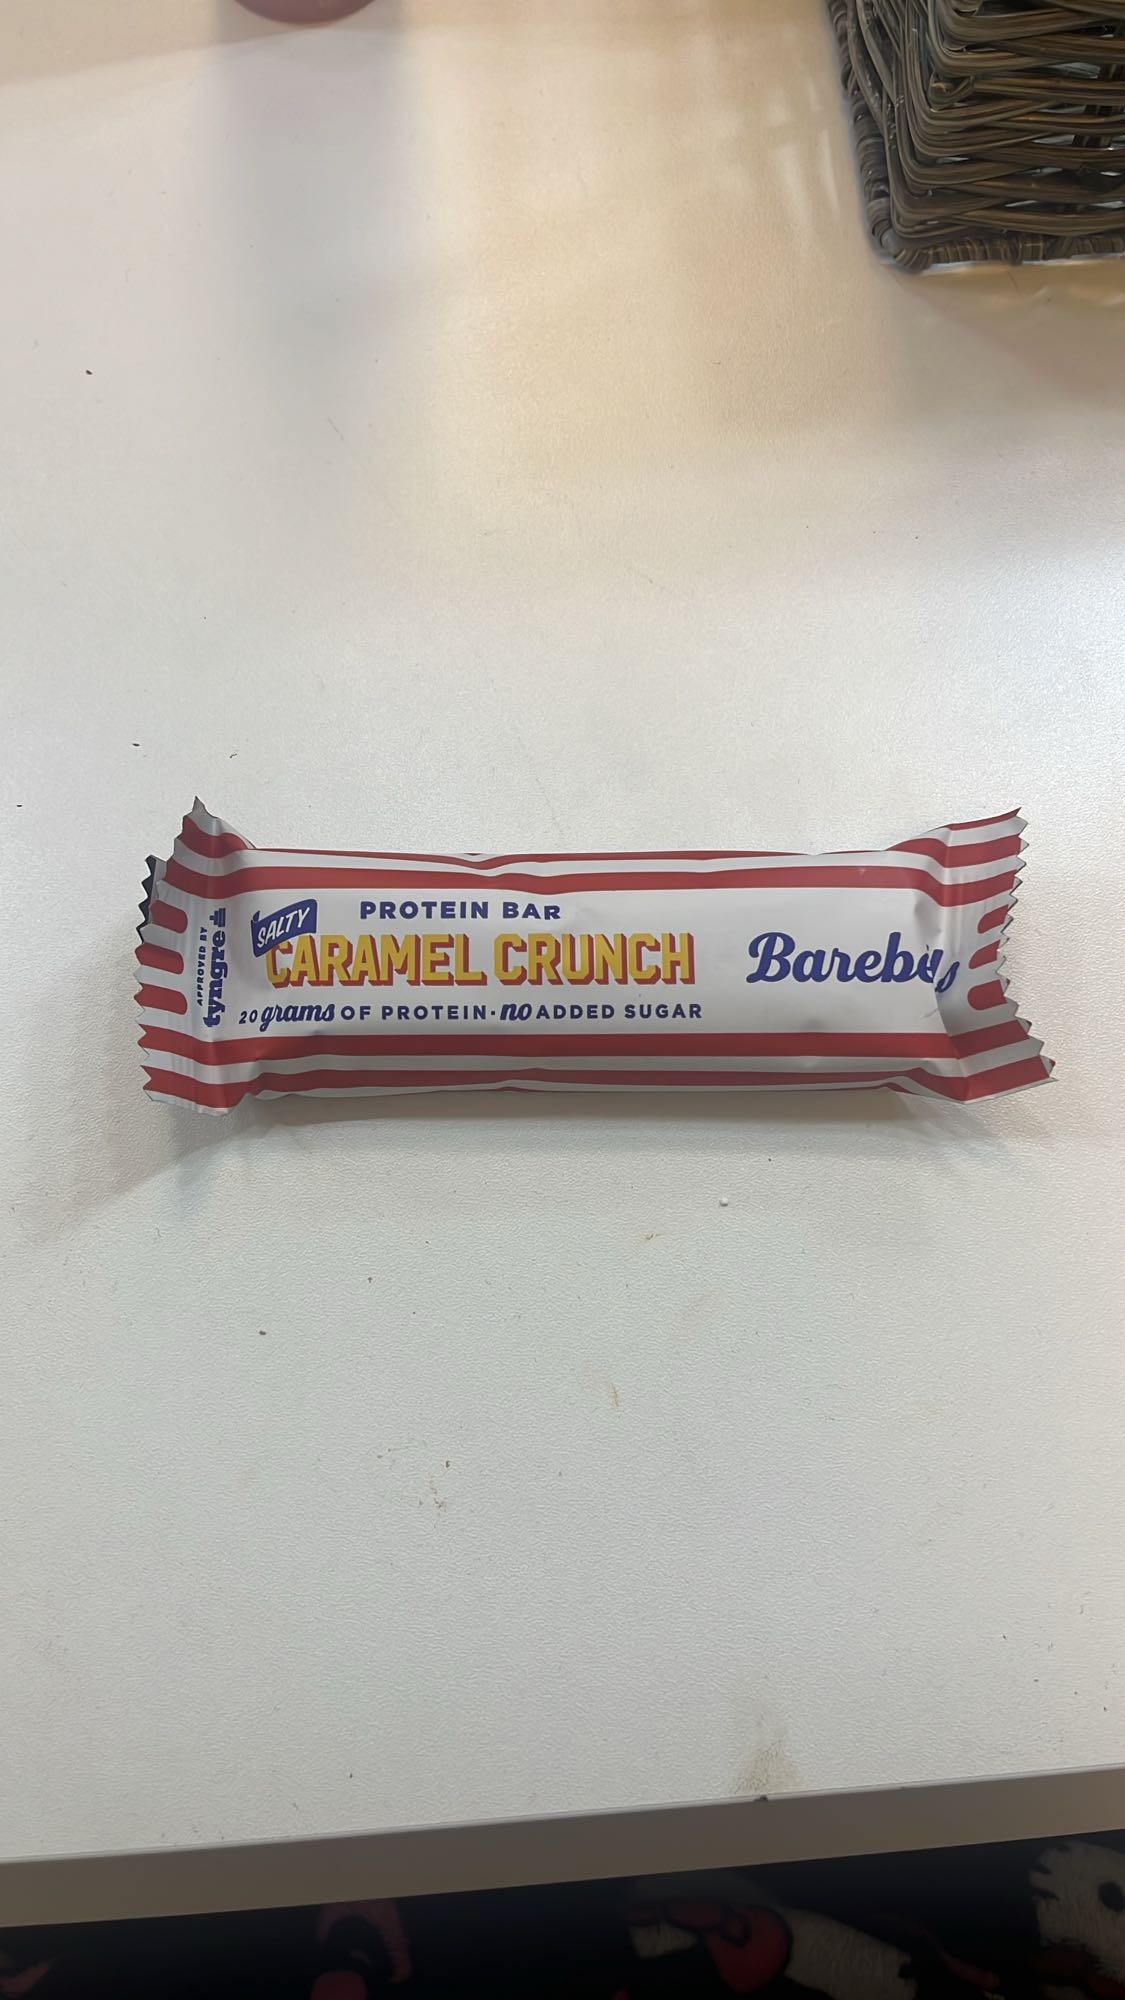 APPROVED BY
tyngre
PROTEIN BAR
SALTY
CARAMEL CRUNCH
20 grams OF PROTEIN · no ADDED SUGAR